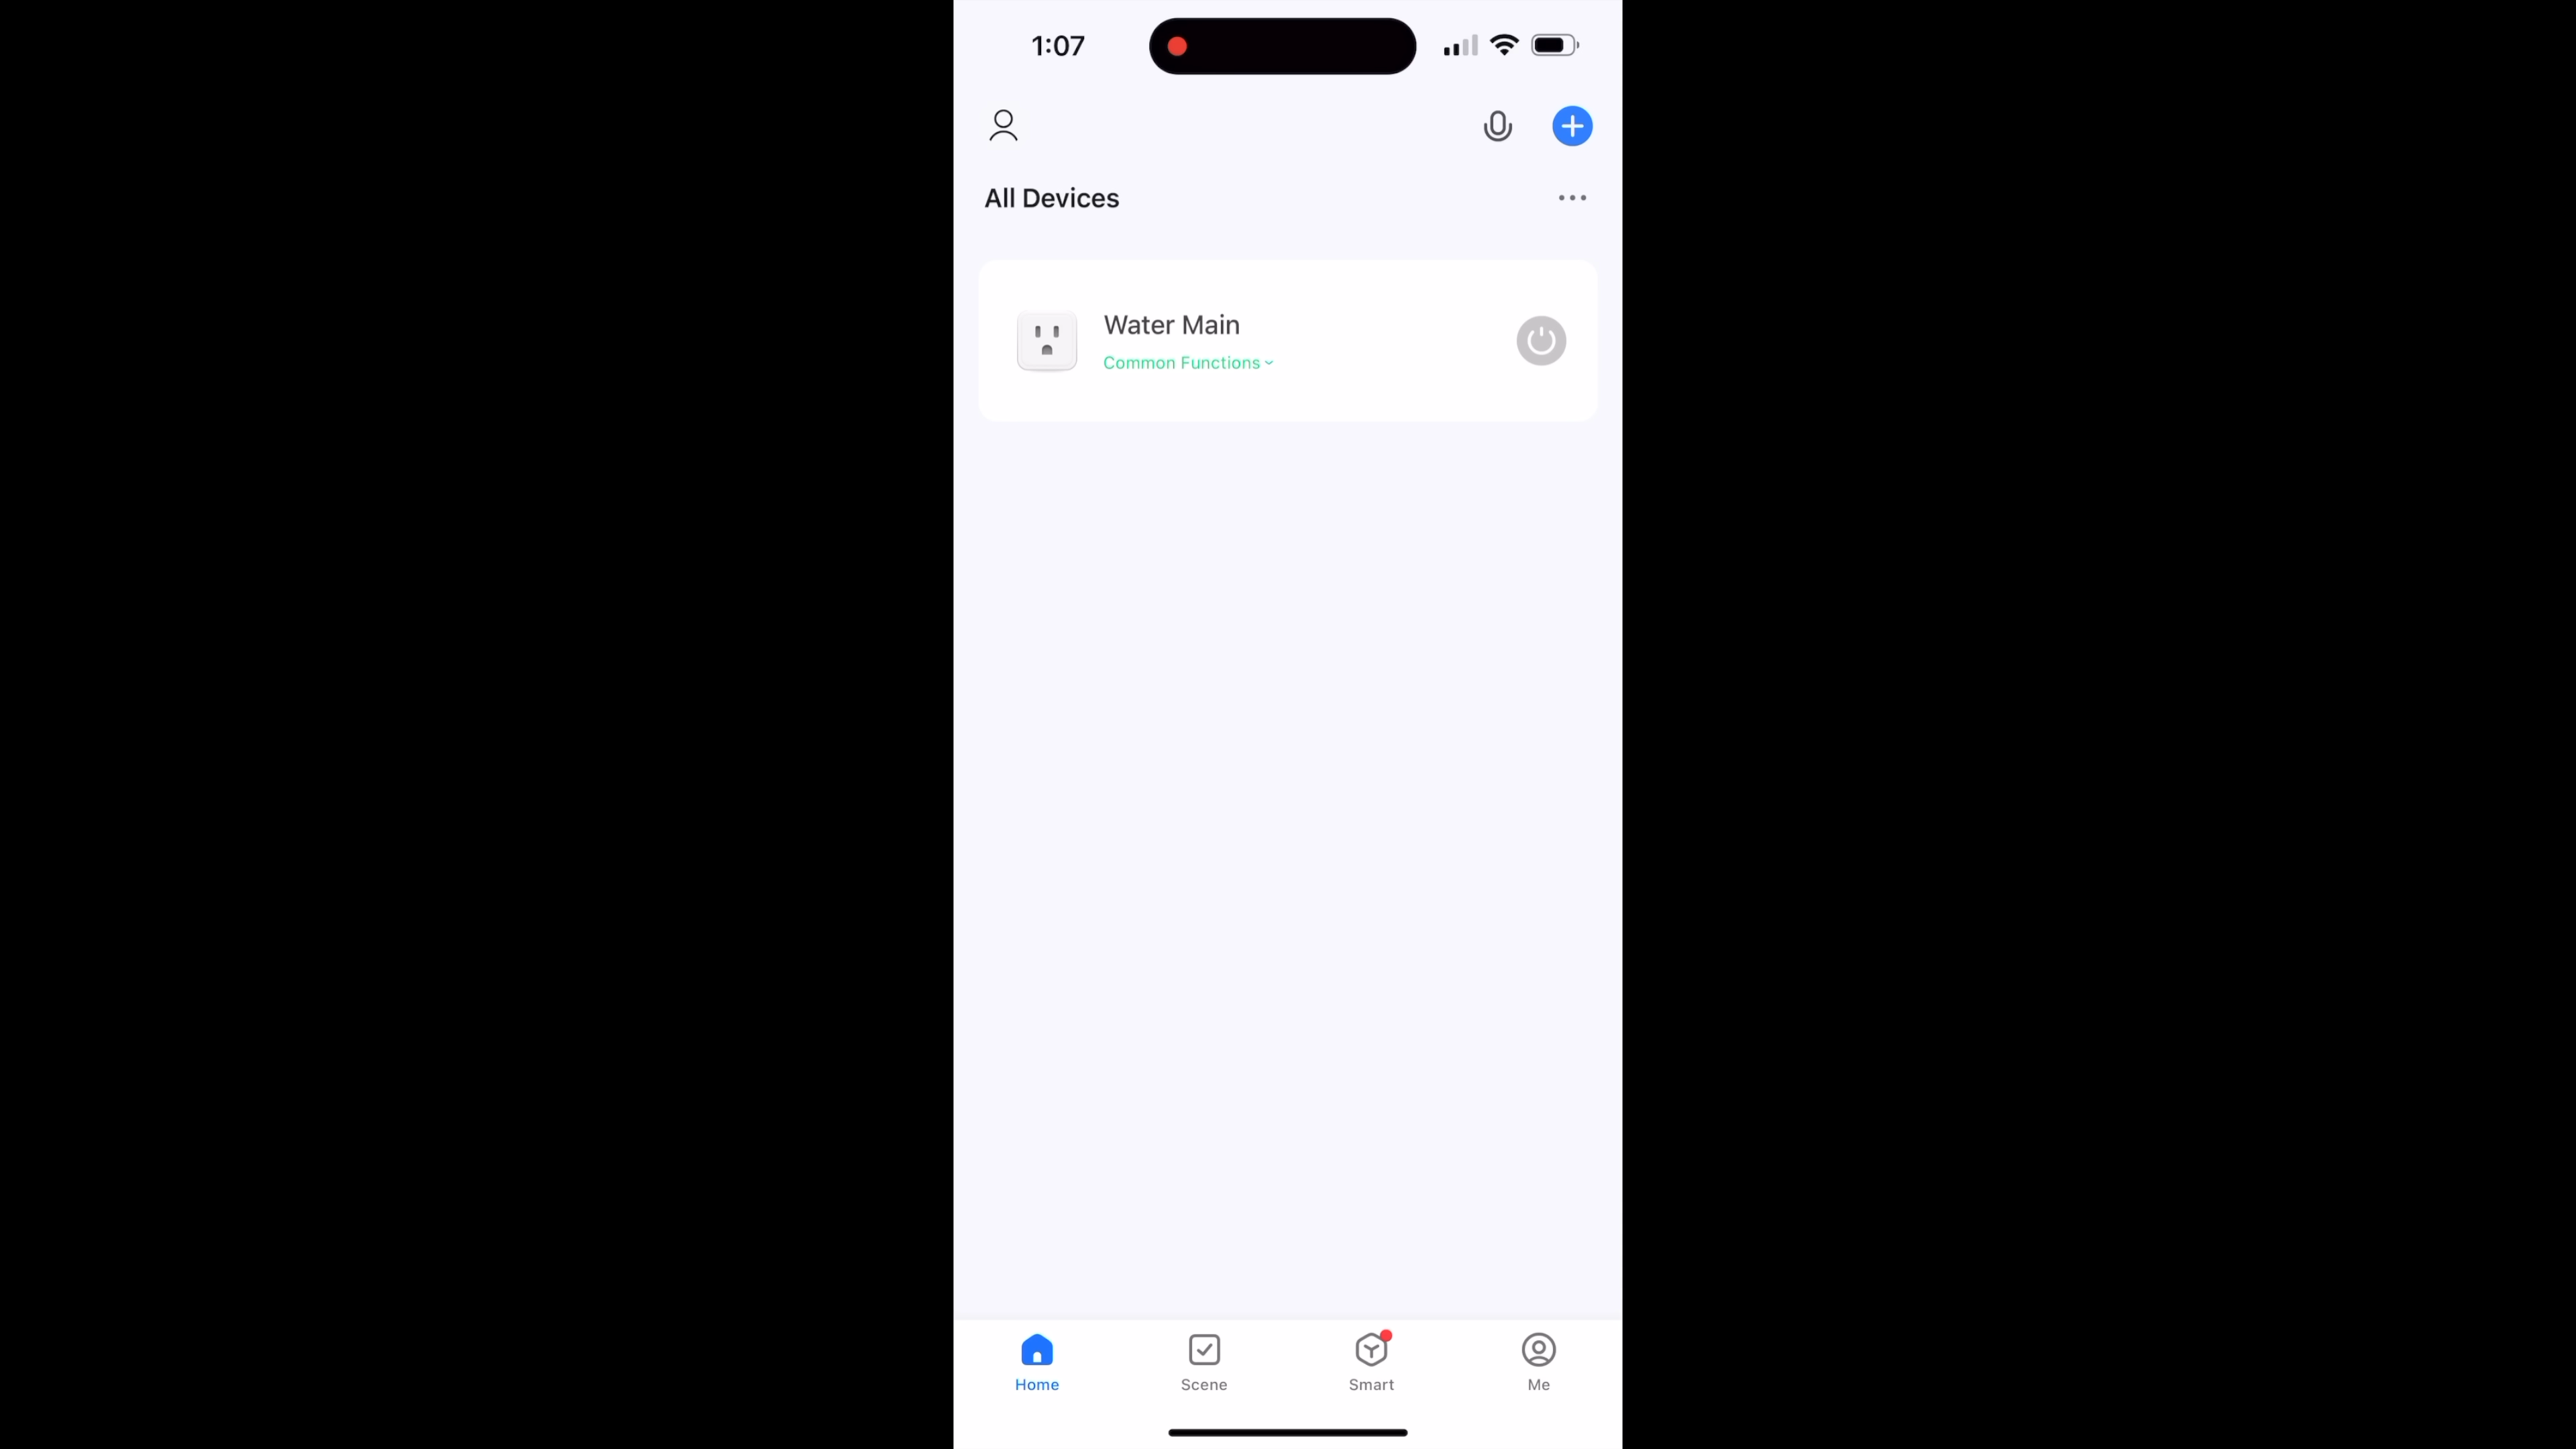 1:07
All Devices
Water Main
Common Functions
Home
Scene
Smart
Me